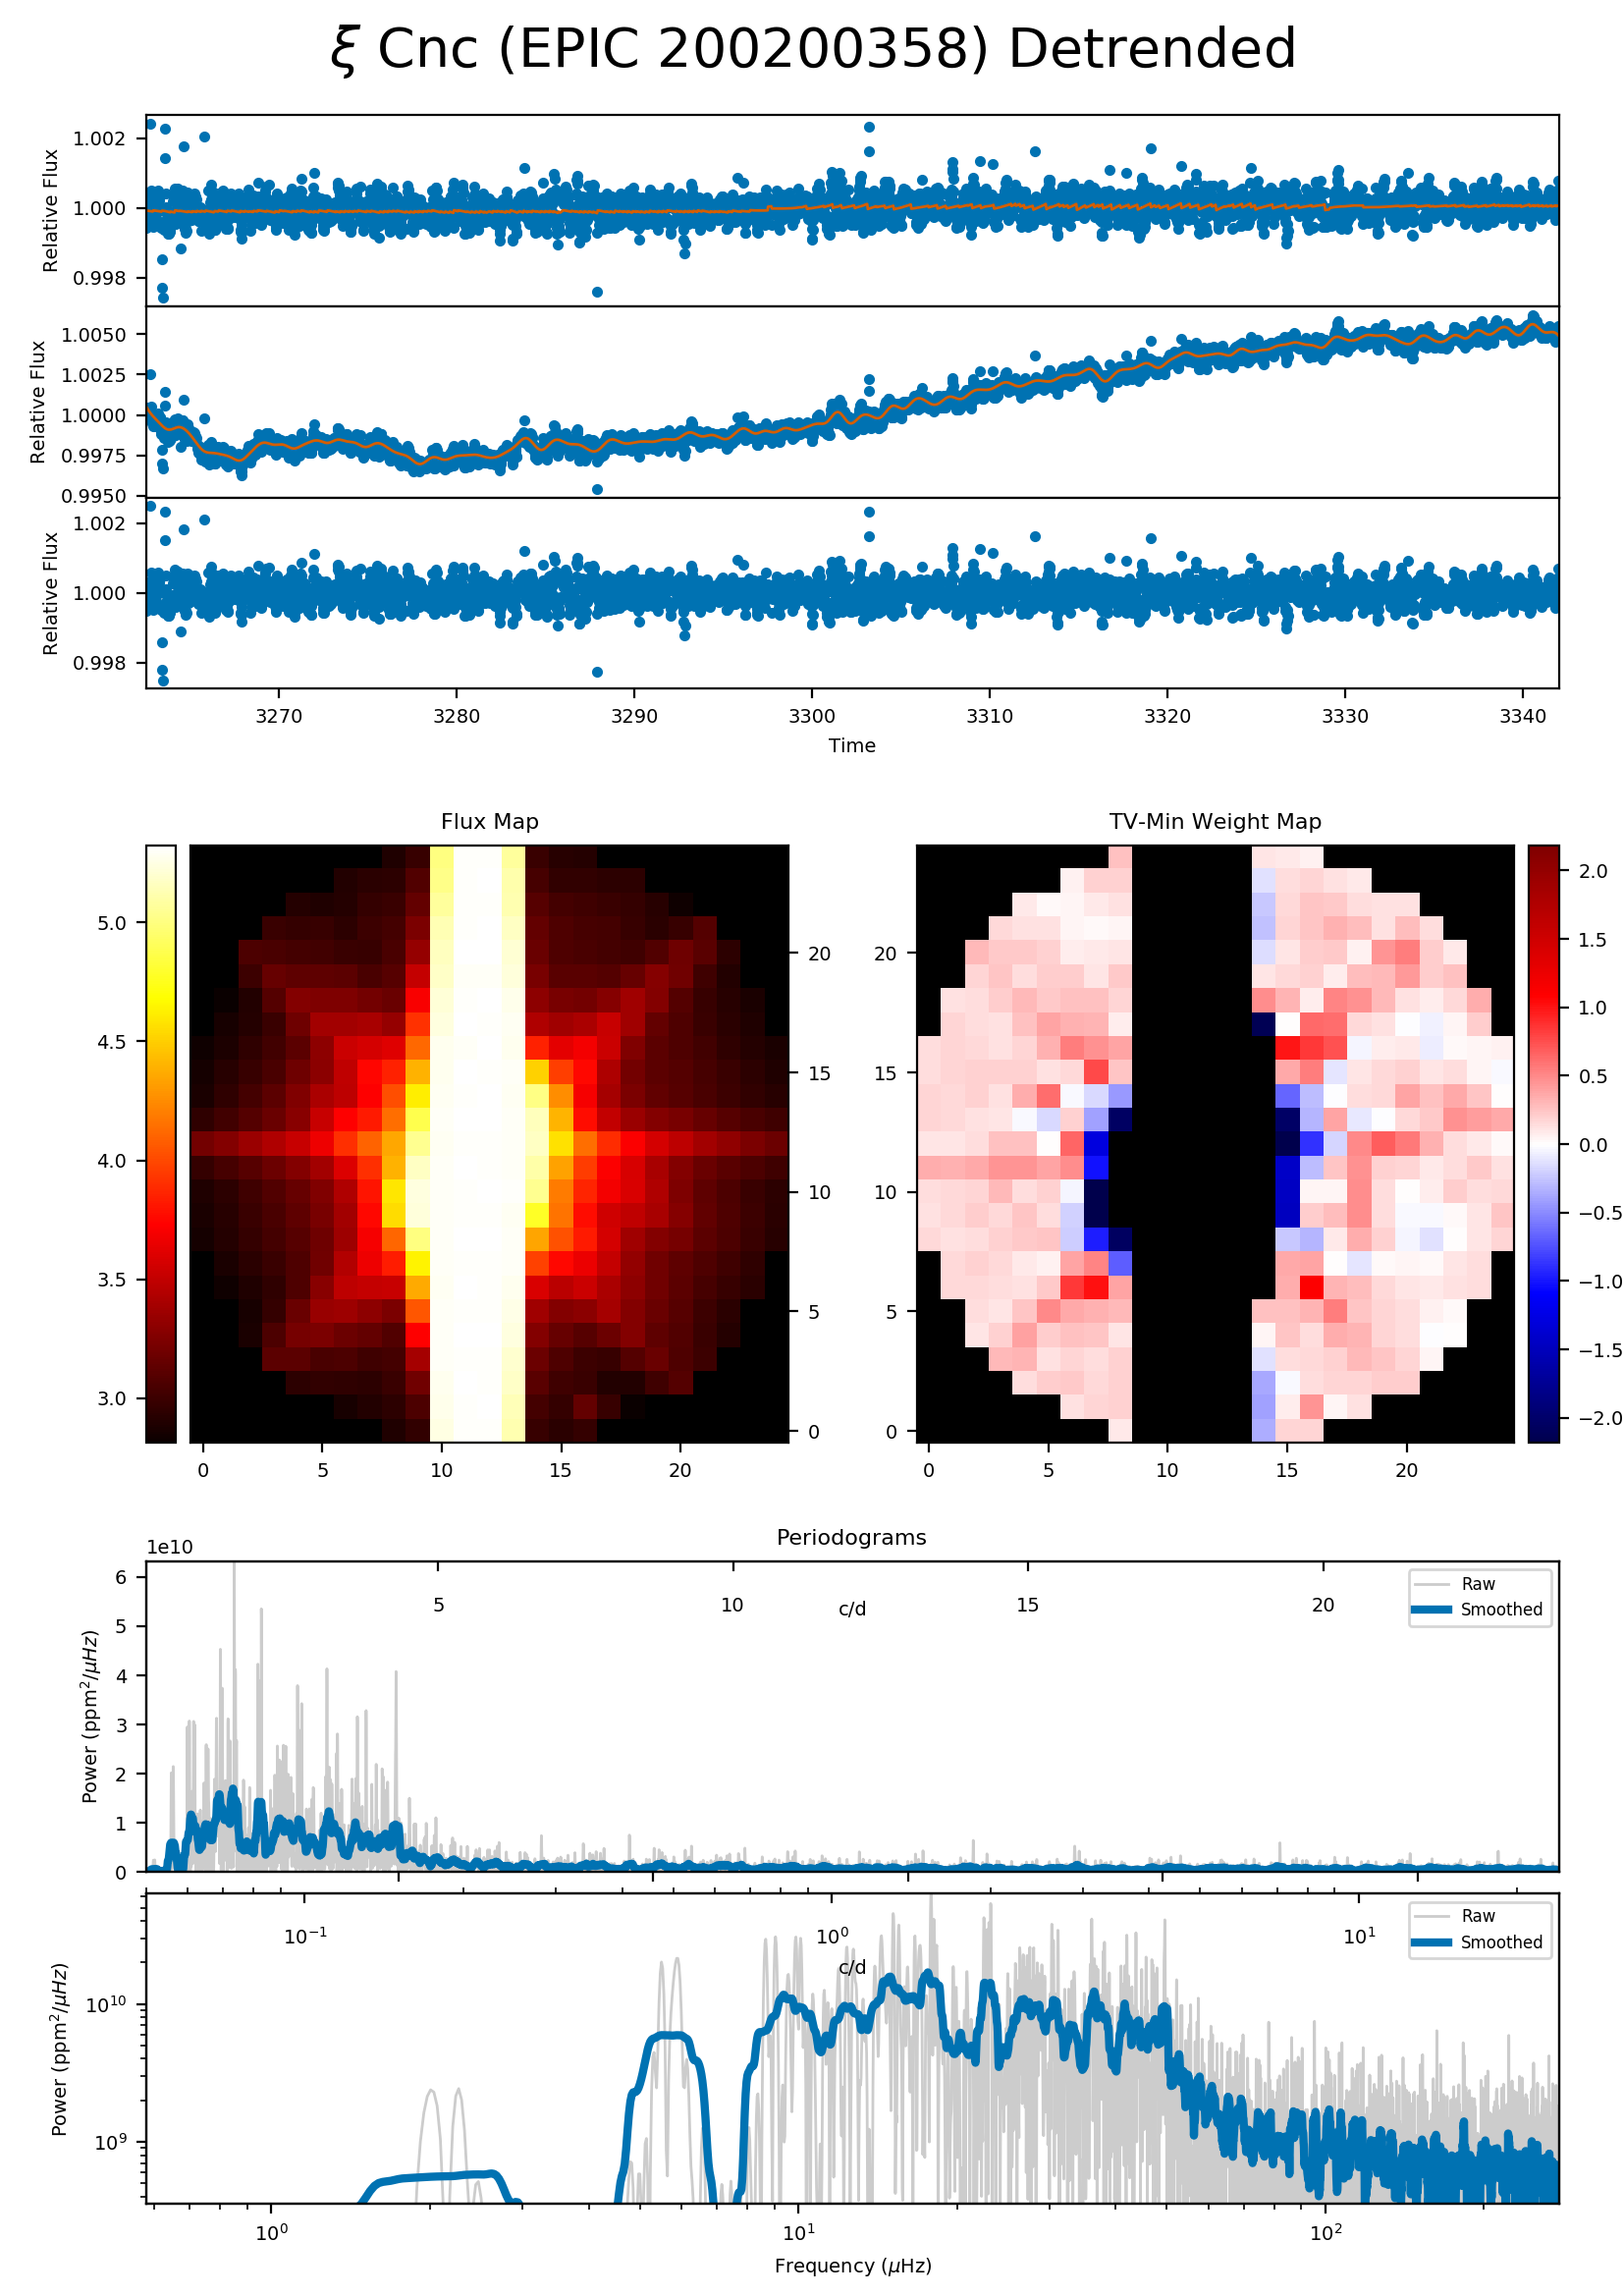 ξ Cnc (EPIC 200200358) Detrended
1.002
1.000
0.998
Relative Flux
1.0050
1.0025
1.0000
0.9975
0.9950
Relative Flux
1.002
1.000
0.998
Relative Flux
3270 3280 3290 3300 3310 3320 3330 3340
Time
Flux Map
5.0
4.5
4.0
3.5
3.0
20
15
10
5
0
0 5 10 15 20
TV-Min Weight Map
20
15
10
5
0
0 5 10 15 20
2.0
1.5
1.0
0.5
0.0
−0.5
−1.0
−1.5
−2.0
Periodograms
1e10
6
5
4
3
2
1
0
Power (ppm²/μHz)
5 10 15 20
c/d
Raw
Smoothed
10⁻¹ 10⁰ 10¹
c/d
Raw
Smoothed
10¹⁰
10⁹
Power (ppm²/μHz)
10⁰ 10¹ 10²
Frequency (μHz)